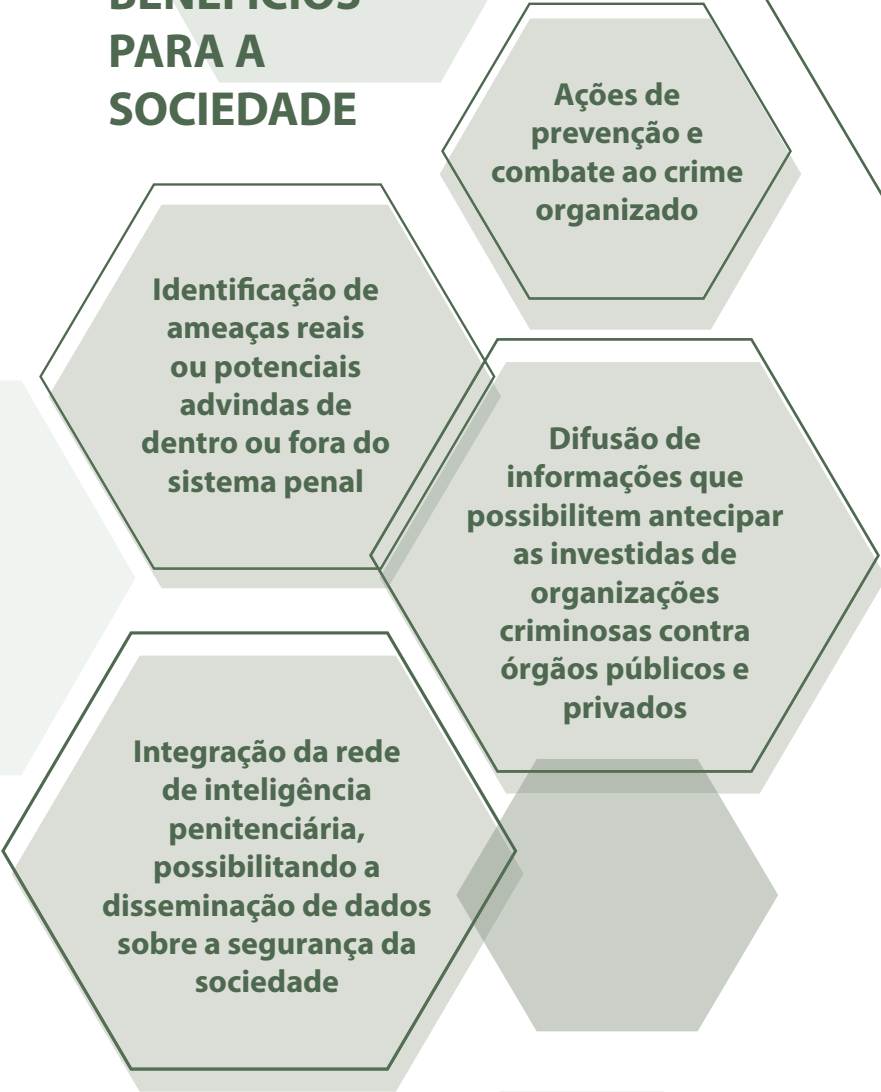 BENEFÍCIOS
PARA A
SOCIEDADE
Ações de
prevenção e
combate ao crime
organizado
Identificação de
ameaças reais
ou potenciais
advindas de
dentro ou fora do
sistema penal
Difusão de
informações que
possibilitem antecipar
as investidas de
organizações
criminosas contra
órgãos públicos e
privados
Integração da rede
de inteligência
penitenciária,
possibilitando a
disseminação de dados
sobre a segurança da
sociedade